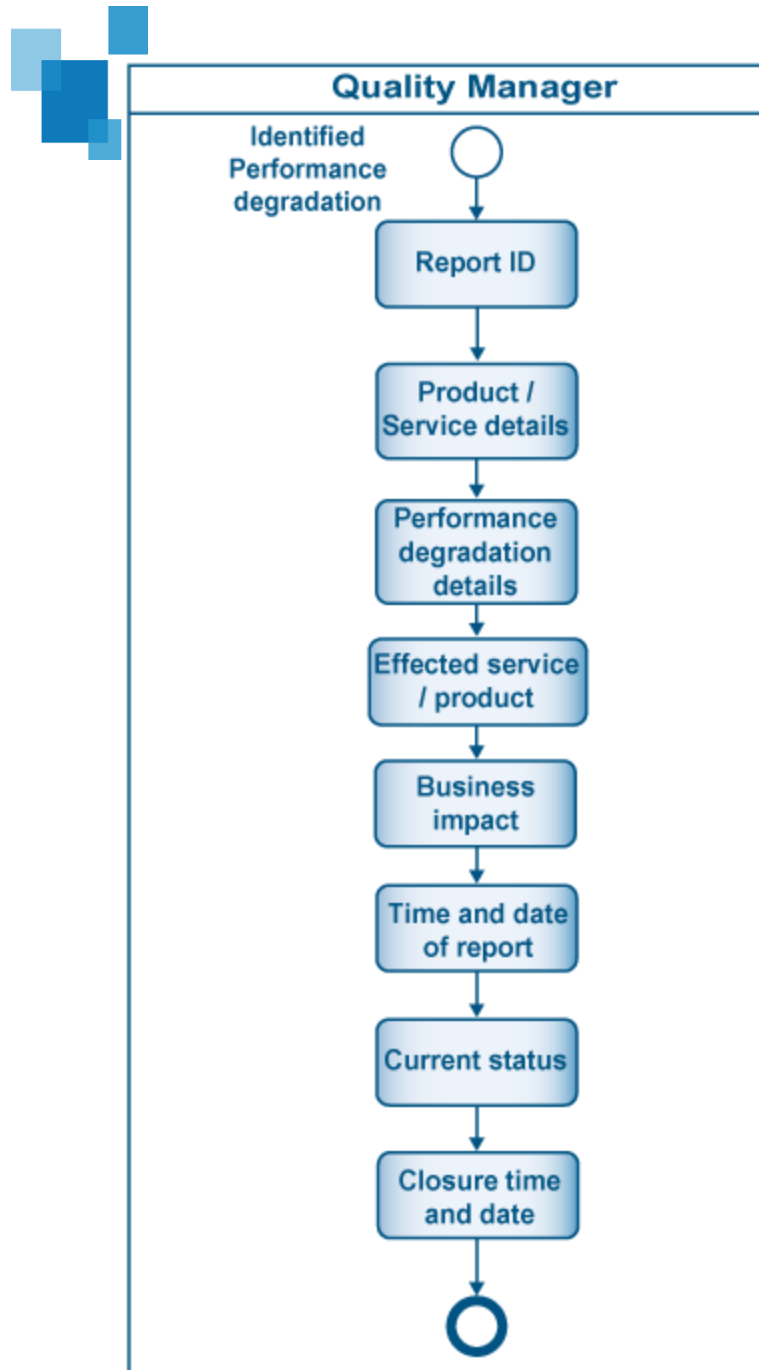 Quality Manager
Identified
Performance
degradation
Report ID
Product /
Service details
Performance
degradation
details
Effected service
/ product
Business
impact
Time and date
of report
Current status
Closure time
and date